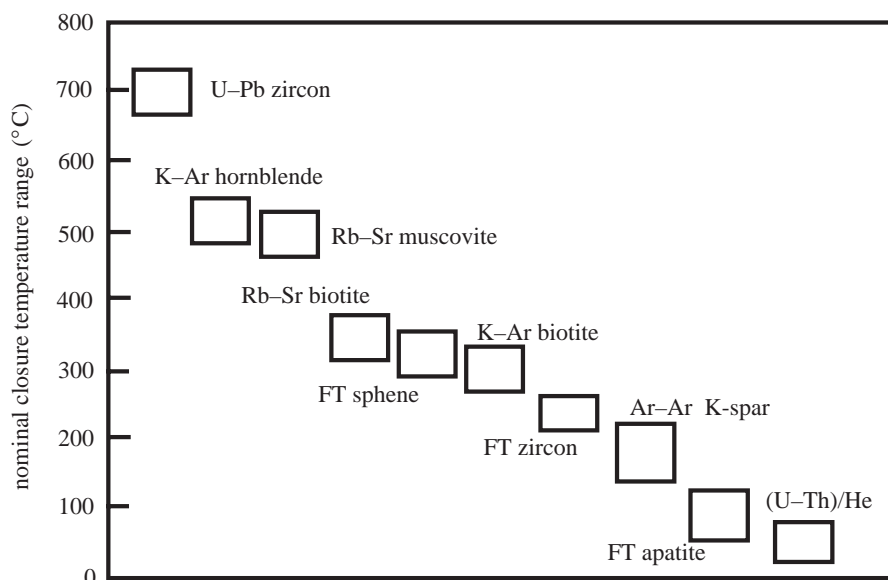 800
700
600
500
400
300
200
100
0
nominal closure temperature range (°C)
U–Pb zircon
K–Ar hornblende
Rb–Sr muscovite
Rb–Sr biotite
K–Ar biotite
FT sphene
Ar–Ar K-spar
FT zircon
(U–Th)/He
FT apatite